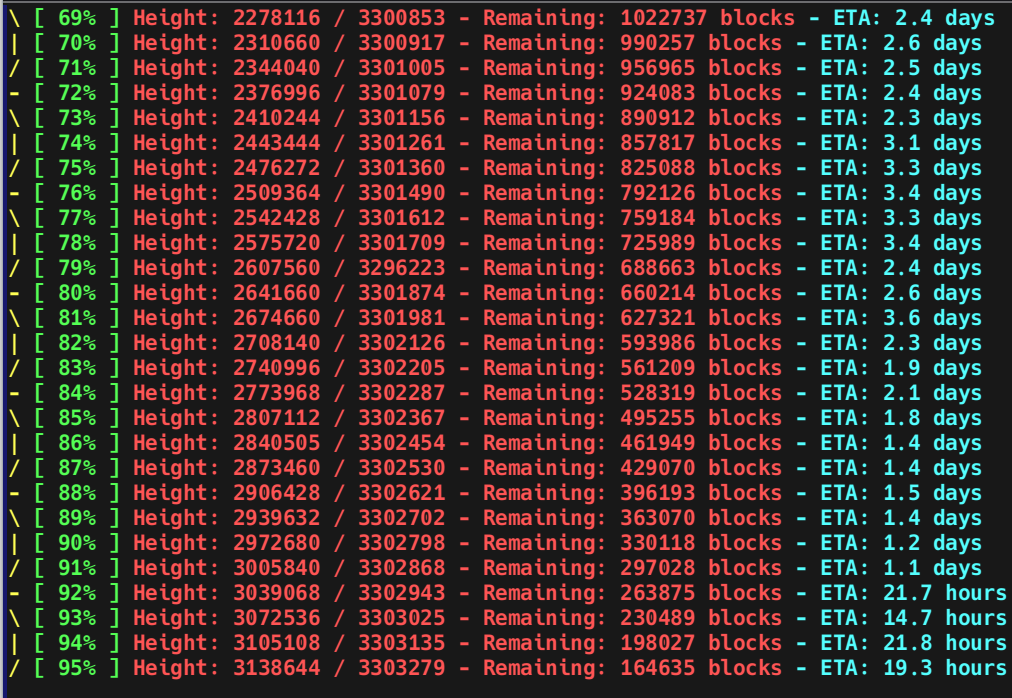 \ [ 69% ] Height: 2278116 / 3300853 - Remaining: 1022737 blocks - ETA: 2.4 days
| [ 70% ] Height: 2310660 / 3300917 - Remaining: 990257 blocks - ETA: 2.6 days
/ [ 71% ] Height: 2344040 / 3301005 - Remaining: 956965 blocks - ETA: 2.5 days
- [ 72% ] Height: 2376996 / 3301079 - Remaining: 924083 blocks - ETA: 2.4 days
\ [ 73% ] Height: 2410244 / 3301156 - Remaining: 890912 blocks - ETA: 2.3 days
| [ 74% ] Height: 2443444 / 3301261 - Remaining: 857817 blocks - ETA: 3.1 days
/ [ 75% ] Height: 2476272 / 3301360 - Remaining: 825088 blocks - ETA: 3.3 days
- [ 76% ] Height: 2509364 / 3301490 - Remaining: 792126 blocks - ETA: 3.4 days
\ [ 77% ] Height: 2542428 / 3301612 - Remaining: 759184 blocks - ETA: 3.3 days
| [ 78% ] Height: 2575720 / 3301709 - Remaining: 725989 blocks - ETA: 3.4 days
/ [ 79% ] Height: 2607560 / 3296223 - Remaining: 688663 blocks - ETA: 2.4 days
- [ 80% ] Height: 2641660 / 3301874 - Remaining: 660214 blocks - ETA: 2.6 days
\ [ 81% ] Height: 2674660 / 3301981 - Remaining: 627321 blocks - ETA: 3.6 days
| [ 82% ] Height: 2708140 / 3302126 - Remaining: 593986 blocks - ETA: 2.3 days
/ [ 83% ] Height: 2740996 / 3302205 - Remaining: 561209 blocks - ETA: 1.9 days
- [ 84% ] Height: 2773968 / 3302287 - Remaining: 528319 blocks - ETA: 2.1 days
\ [ 85% ] Height: 2807112 / 3302367 - Remaining: 495255 blocks - ETA: 1.8 days
| [ 86% ] Height: 2840505 / 3302454 - Remaining: 461949 blocks - ETA: 1.4 days
/ [ 87% ] Height: 2873460 / 3302530 - Remaining: 429070 blocks - ETA: 1.4 days
- [ 88% ] Height: 2906428 / 3302621 - Remaining: 396193 blocks - ETA: 1.5 days
\ [ 89% ] Height: 2939632 / 3302702 - Remaining: 363070 blocks - ETA: 1.4 days
| [ 90% ] Height: 2972680 / 3302798 - Remaining: 330118 blocks - ETA: 1.2 days
/ [ 91% ] Height: 3005840 / 3302868 - Remaining: 297028 blocks - ETA: 1.1 days
- [ 92% ] Height: 3039068 / 3302943 - Remaining: 263875 blocks - ETA: 21.7 hours
\ [ 93% ] Height: 3072536 / 3303025 - Remaining: 230489 blocks - ETA: 14.7 hours
| [ 94% ] Height: 3105108 / 3303135 - Remaining: 198027 blocks - ETA: 21.8 hours
/ [ 95% ] Height: 3138644 / 3303279 - Remaining: 164635 blocks - ETA: 19.3 hours